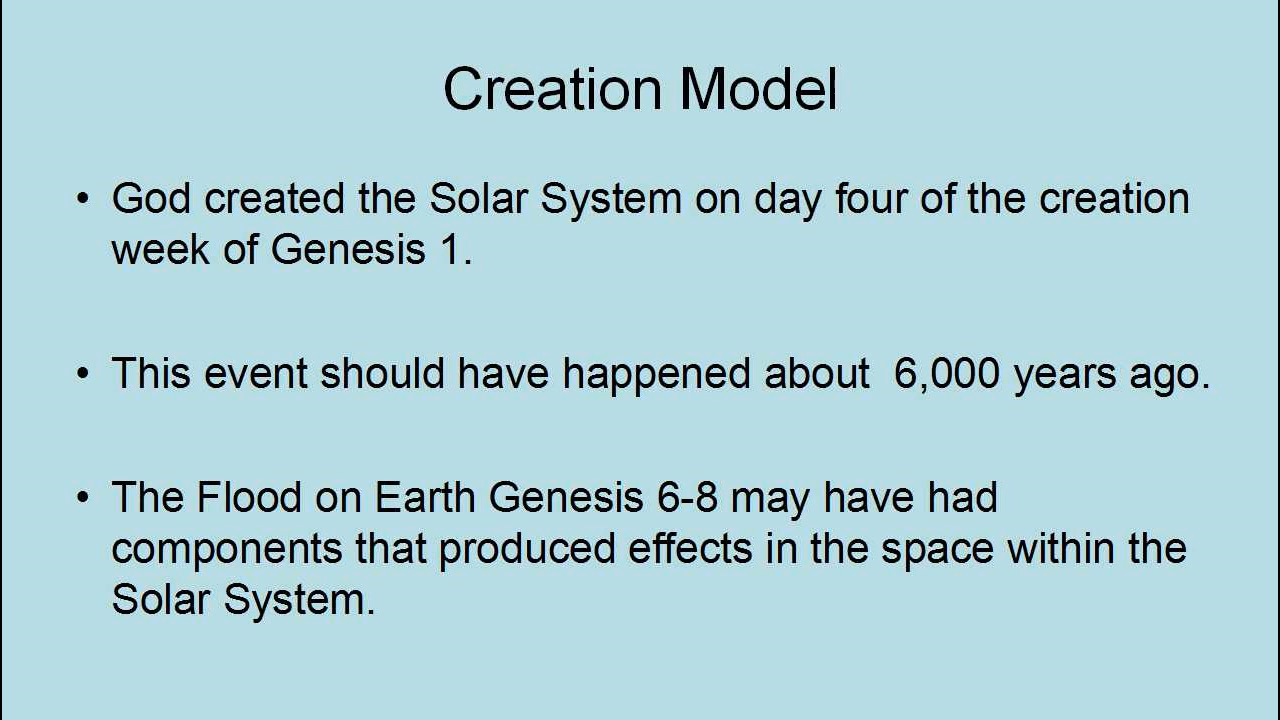 Creation Model
• God created the Solar System on day four of the creation
week of Genesis 1.
• This event should have happened about  6,000 years ago.
• The Flood on Earth Genesis 6-8 may have had
components that produced effects in the space within the
Solar System.